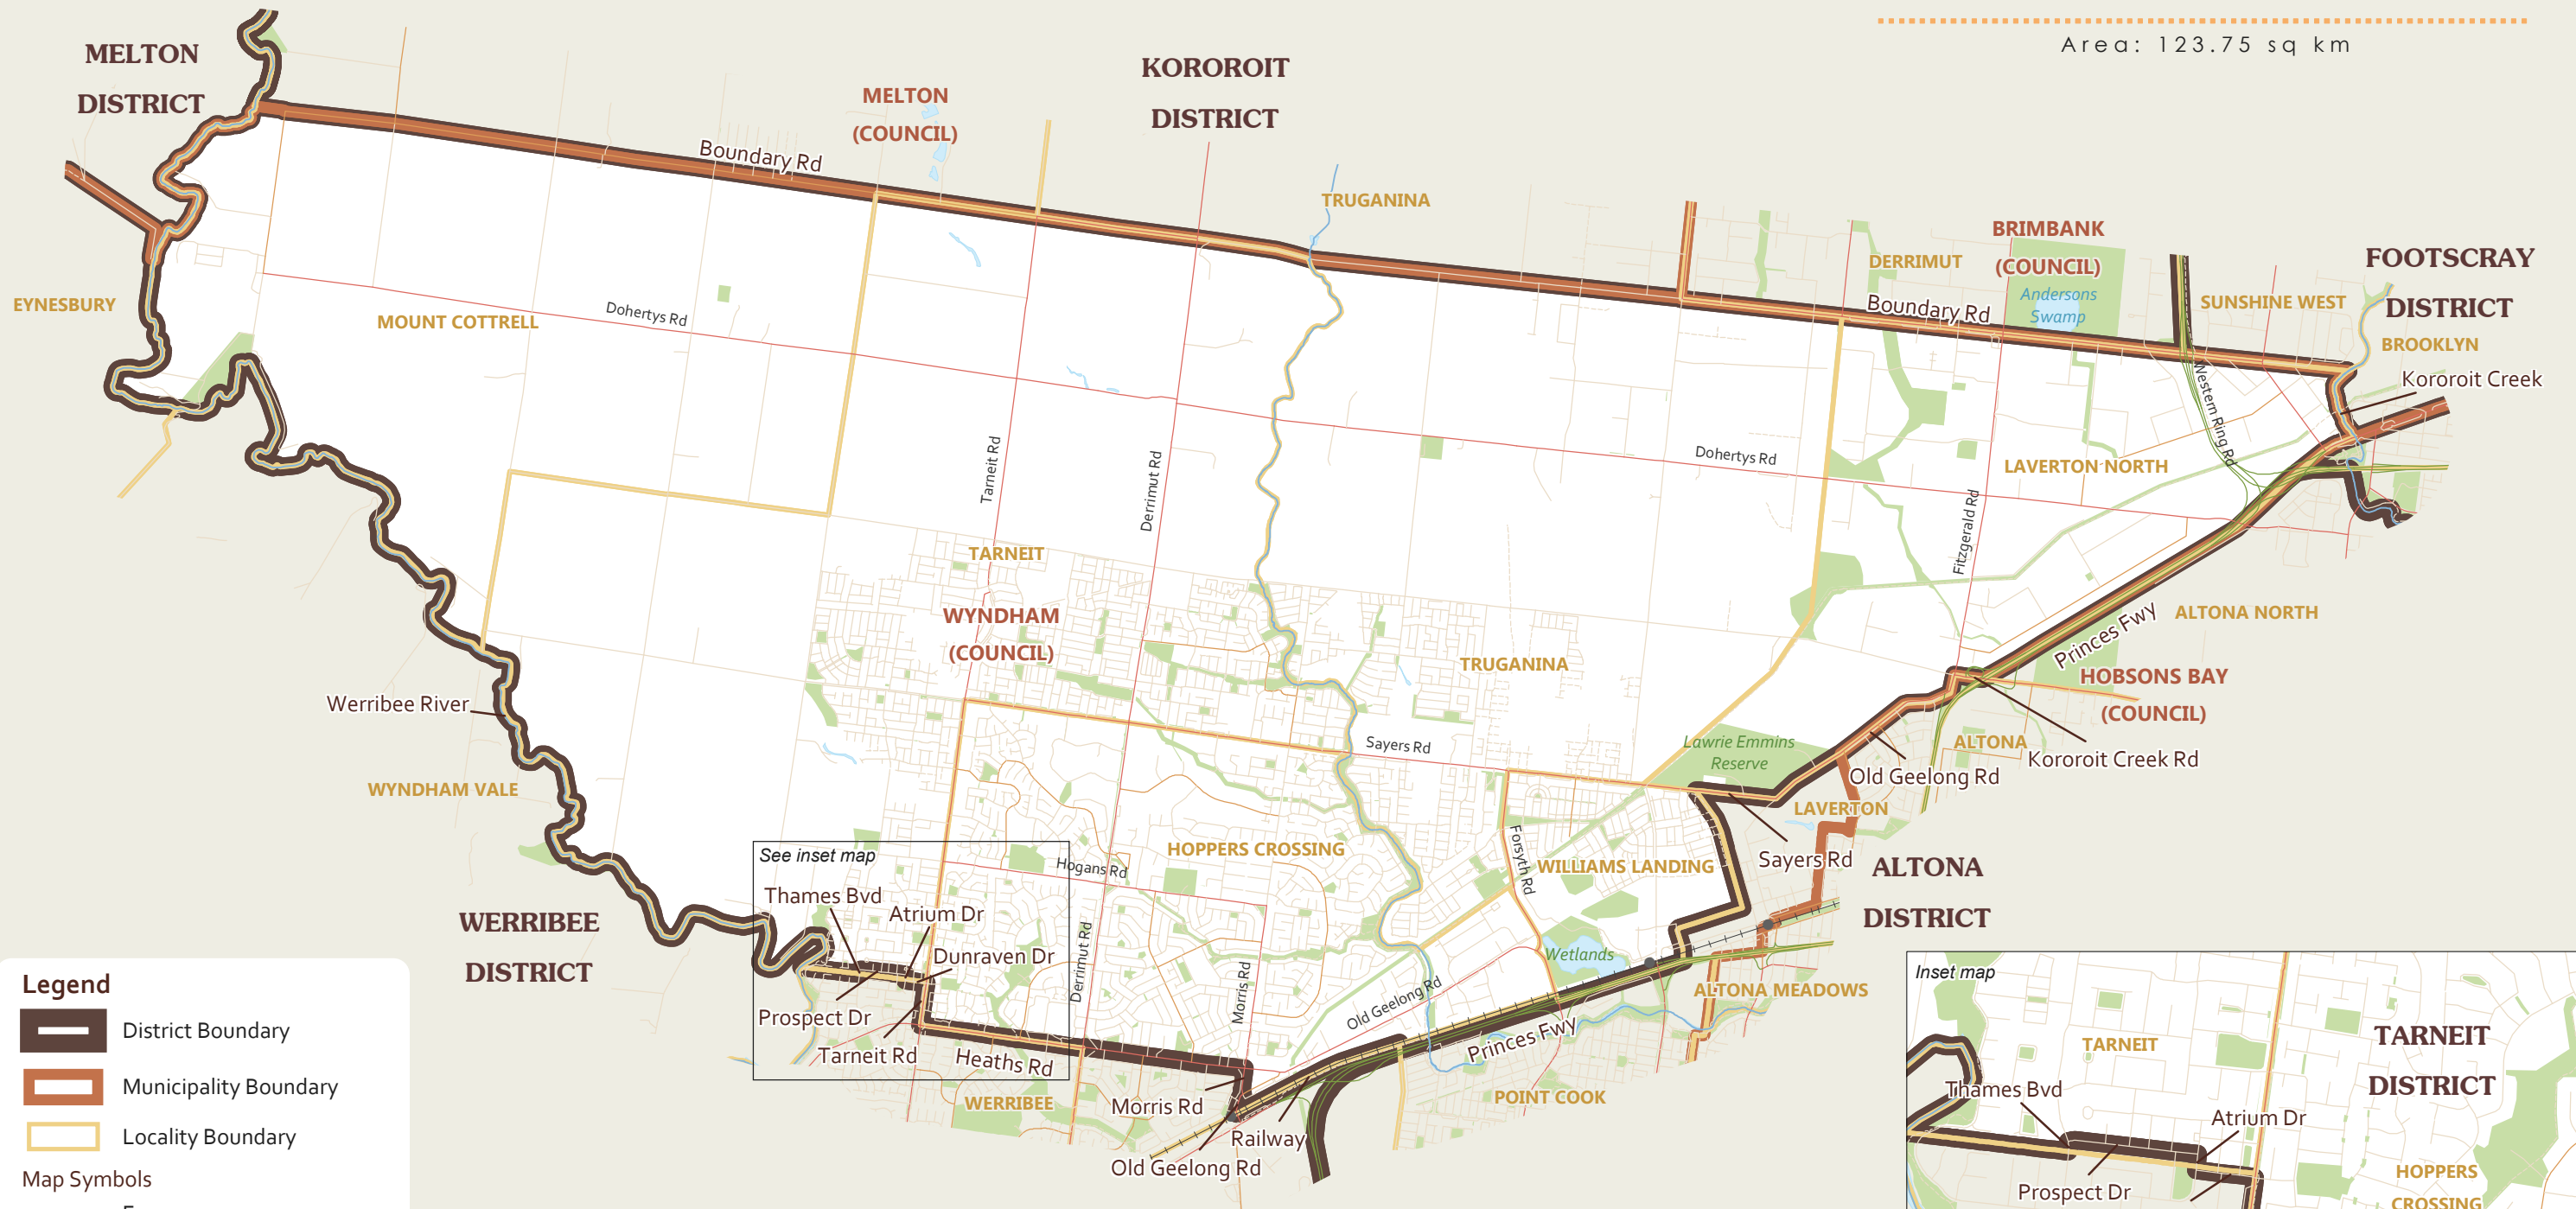 Area: 123.75 sq km
MELTON
DISTRICT
KOROROIT
DISTRICT
MELTON
(COUNCIL)
Boundary Rd
TRUGANINA
BRIMBANK
(COUNCIL)
DERRIMUT
Andersons
Swamp
FOOTSCRAY
DISTRICT
SUNSHINE WEST
BROOKLYN
Kororoit Creek
Boundary Rd
EYNESBURY
MOUNT COTTRELL
Dohertys Rd
Western Ring Rd
Tarneit Rd
Derrimut Rd
Dohertys Rd
LAVERTON NORTH
Fitzgerald Rd
TARNEIT
WYNDHAM
(COUNCIL)
TRUGANINA
Princes Fwy
ALTONA NORTH
HOBSONS BAY
(COUNCIL)
Werribee River
Sayers Rd
Lawrie Emmins
Reserve
ALTONA
Kororoit Creek Rd
Old Geelong Rd
WYNDHAM VALE
LAVERTON
Sayers Rd
See inset map
HOPPERS CROSSING
Hogans Rd
Forsyth Rd
WILLIAMS LANDING
ALTONA
DISTRICT
Thames Bvd
Atrium Dr
WERRIBEE
DISTRICT
Dunraven Dr
Derrimut Rd
Morris Rd
Wetlands
Old Geelong Rd
ALTONA MEADOWS
Prospect Dr
Tarneit Rd
Heaths Rd
Princes Fwy
WERRIBEE
Morris Rd
Railway
POINT COOK
Old Geelong Rd
Legend
District Boundary
Municipality Boundary
Locality Boundary
Map Symbols
Inset map
TARNEIT
TARNEIT
DISTRICT
Thames Bvd
Atrium Dr
Prospect Dr
HOPPERS
CROSSING